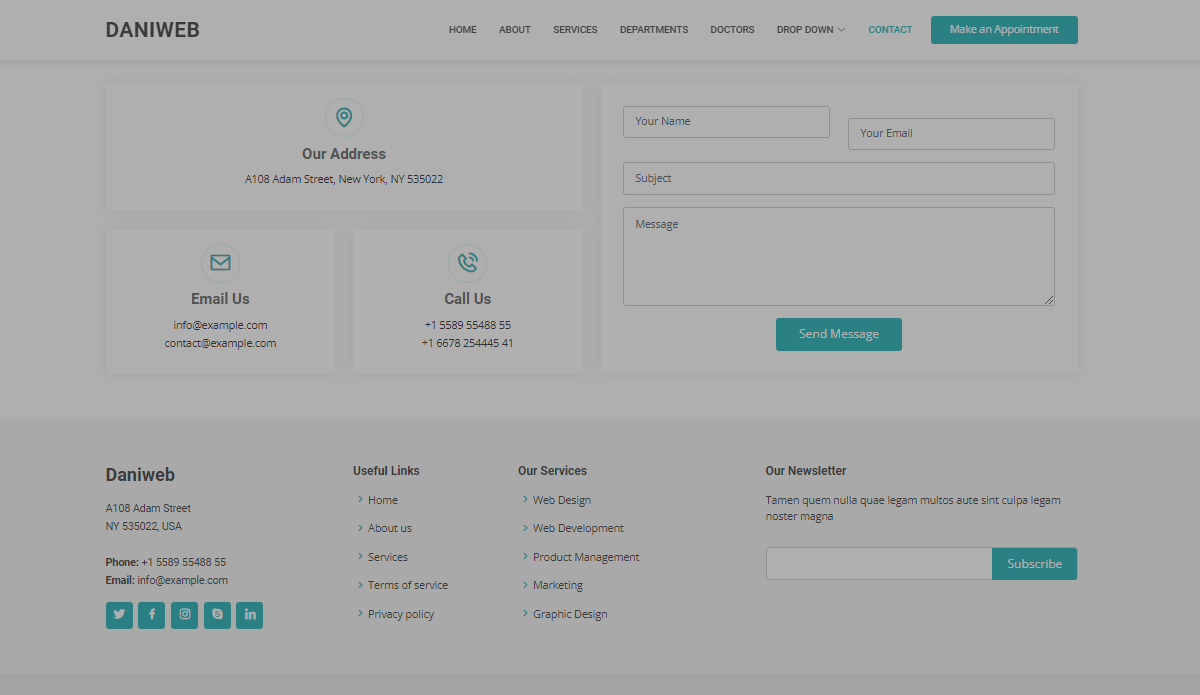 DANIWEB
HOME ABOUT SERVICES DEPARTMENTS DOCTORS DROP DOWN CONTACT Make an Appointment
Our Address
A108 Adam Street, New York, NY 535022
Email Us
info@example.com
contact@example.com
Call Us
+1 5589 55488 55
+1 6678 254445 41
Your Name
Your Email
Subject
Message
Send Message
Daniweb
A108 Adam Street
NY 535022, USA
Phone: +1 5589 55488 55
Email: info@example.com
Useful Links
Home
About us
Services
Terms of service
Privacy policy
Our Services
Web Design
Web Development
Product Management
Marketing
Graphic Design
Our Newsletter
Tamen quem nulla quae legam multos aute sint culpa legam
noster magna
Subscribe